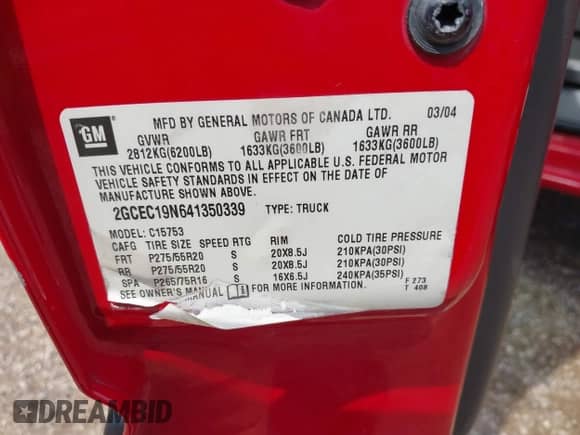 GM
MFD BY GENERAL MOTORS OF CANADA LTD. 03/04
GVWR GAWR FRT GAWR RR
2812KG(6200LB) 1633KG(3600LB) 1633KG(3600LB)
THIS VEHICLE CONFORMS TO ALL APPLICABLE U.S. FEDERAL MOTOR
VEHICLE SAFETY STANDARDS IN EFFECT ON THE DATE OF
MANUFACTURE SHOWN ABOVE.
2GCEC19N641350339 TYPE: TRUCK
MODEL: C15753
CAFG TIRE SIZE SPEED RTG RIM COLD TIRE PRESSURE
FRT P275/55R20 S 20X8.5J 210KPA(30PSI)
RR P275/55R20 S 20X8.5J 210KPA(30PSI)
SPA P265/75R16 S 16X6.5J 240KPA(35PSI)
SEE OWNER'S MANUAL FOR MORE INFORMATION.
F 273
T 408
DREAMBID